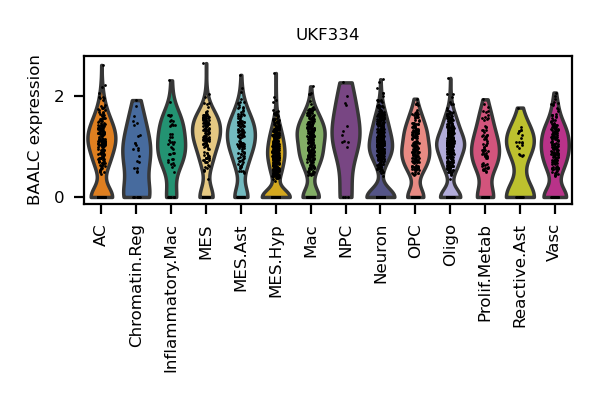 UKF334
BAALC expression
2
0
AC
Chromatin.Reg
Inflammatory.Mac
MES
MES.Ast
MES.Hyp
Mac
NPC
Neuron
OPC
Oligo
Prolif.Metab
Reactive.Ast
Vasc